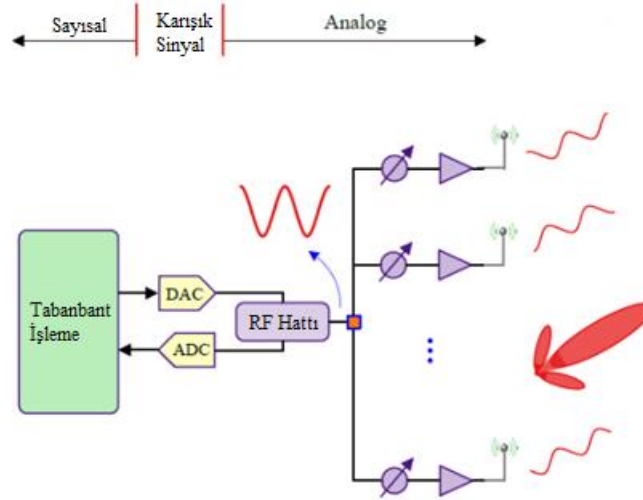 Sayısal
Karışık
Sinyal
Analog
Tabanbant
İşleme
DAC
ADC
RF Hattı